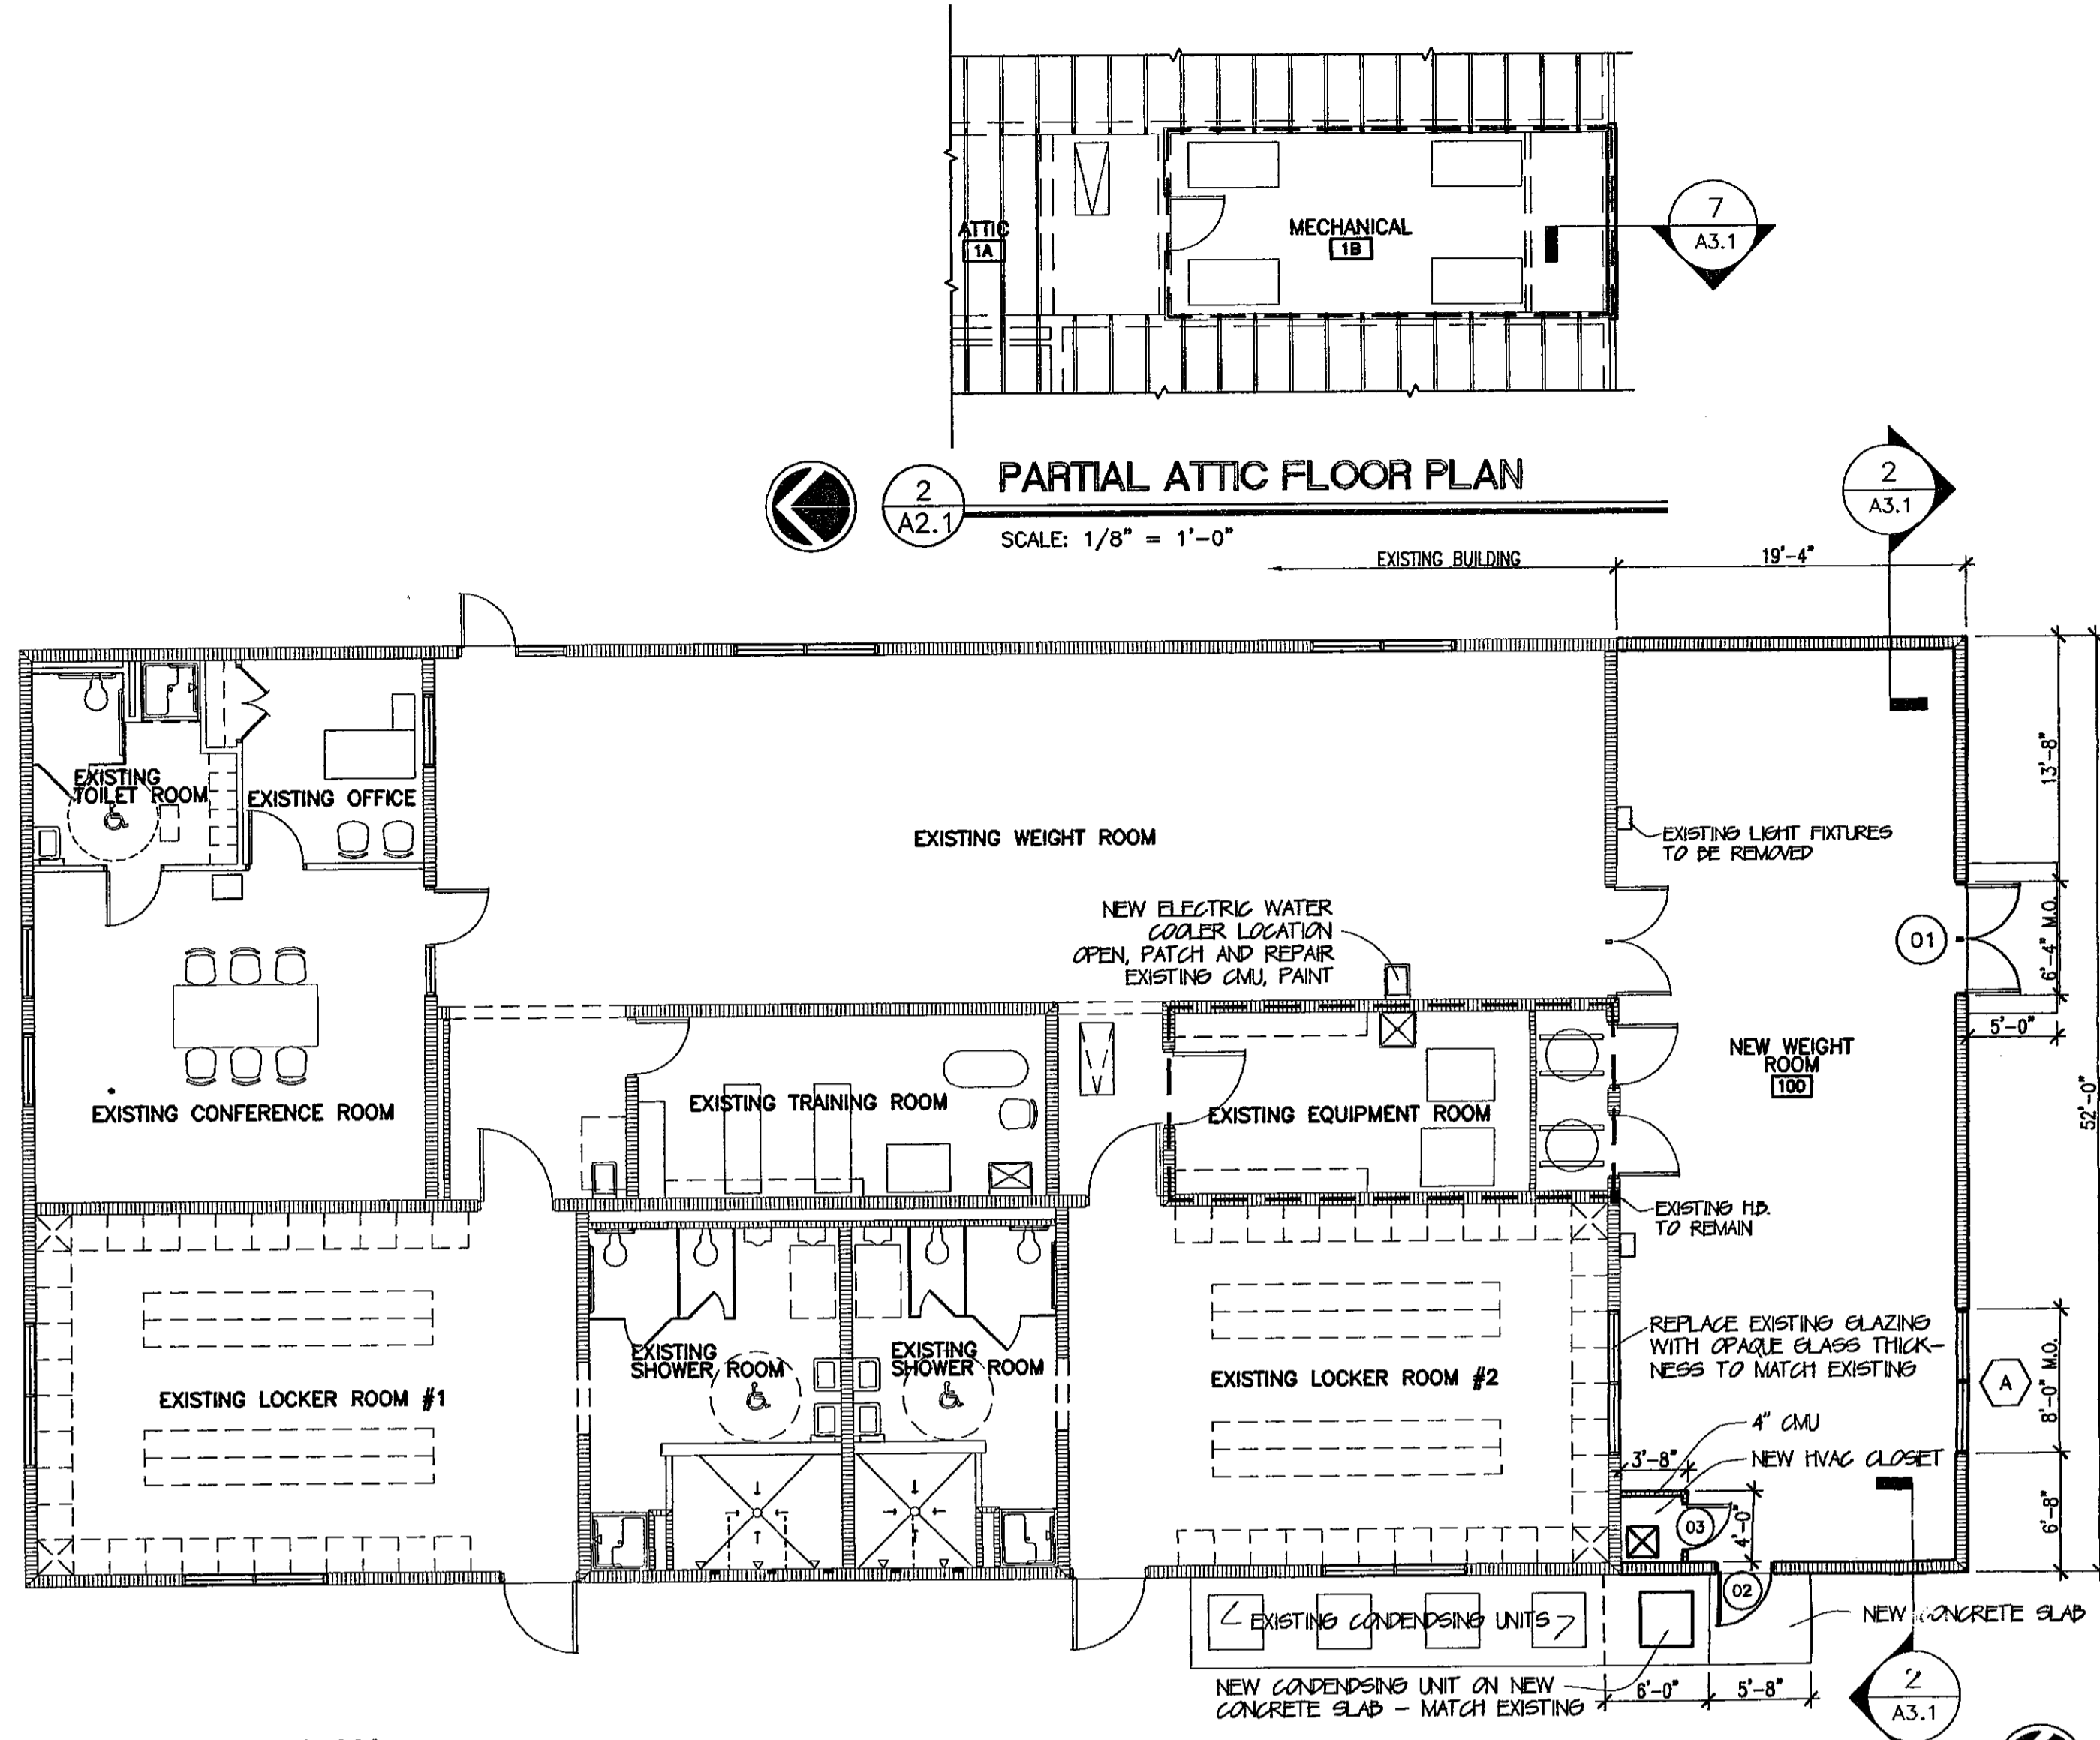 ATTIC
1A
MECHANICAL
1B
7
A3.1
2
A2.1
PARTIAL ATTIC FLOOR PLAN
SCALE: 1/8" = 1'-0"
2
A3.1
EXISTING BUILDING
19'-4"
EXISTING
TOILET ROOM
EXISTING OFFICE
EXISTING WEIGHT ROOM
EXISTING LIGHT FIXTURES
TO BE REMOVED
13'-8"
NEW ELECTRIC WATER
COOLER LOCATION
OPEN, PATCH AND REPAIR
EXISTING CMU, PAINT
01
6'-4" M.O.
5'-0"
NEW WEIGHT
ROOM
100
52'-0"
EXISTING CONFERENCE ROOM
EXISTING TRAINING ROOM
EXISTING EQUIPMENT ROOM
EXISTING H.B.
TO REMAIN
EXISTING
SHOWER ROOM
EXISTING
SHOWER ROOM
REPLACE EXISTING GLAZING
WITH OPAQUE GLASS THICK-
NESS TO MATCH EXISTING
EXISTING LOCKER ROOM #1
EXISTING LOCKER ROOM #2
A
8'-0" M.O.
4" CMU
3'-8"
NEW HVAC CLOSET
03
4'-0"
6'-8"
02
EXISTING CONDENDSING UNITS
NEW CONCRETE SLAB
NEW CONDENDSING UNIT ON NEW
CONCRETE SLAB - MATCH EXISTING
6'-0"
5'-8"
2
A3.1